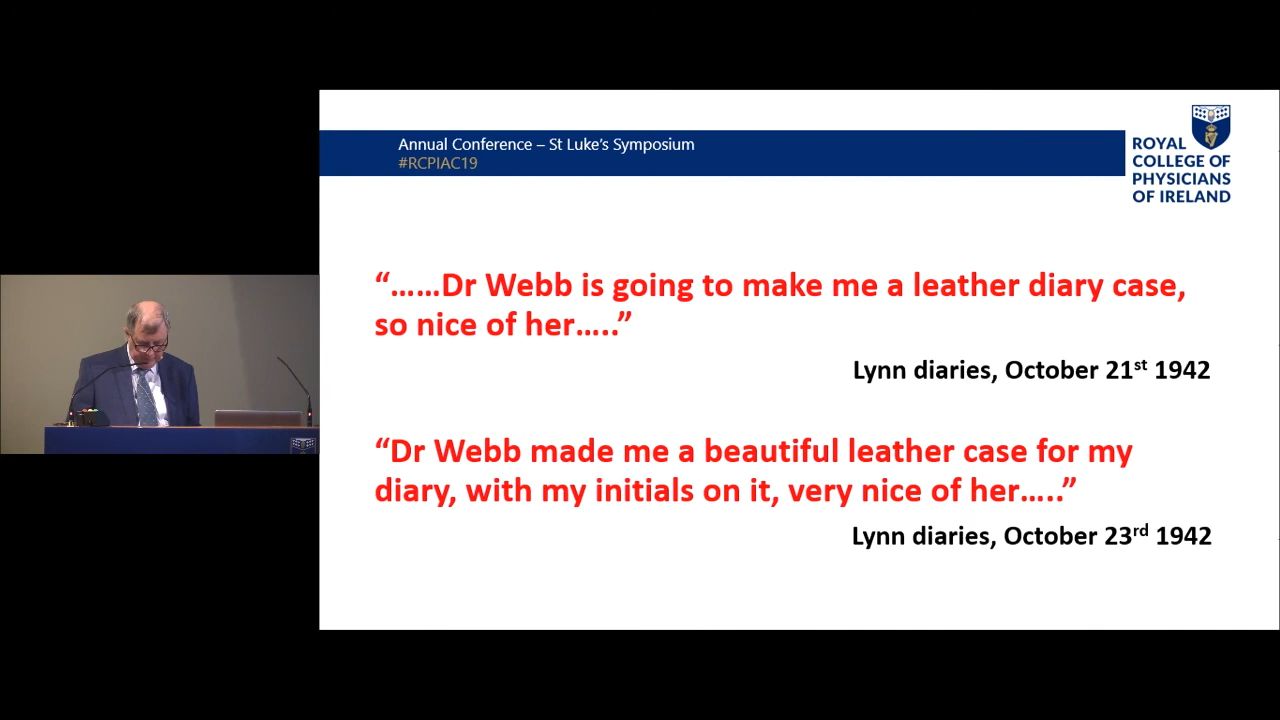 Annual Conference – St Luke's Symposium
#RCPIAC19
ROYAL
COLLEGE OF
PHYSICIANS
OF IRELAND
“……Dr Webb is going to make me a leather diary case,
so nice of her…..”
Lynn diaries, October 21st 1942
“Dr Webb made me a beautiful leather case for my
diary, with my initials on it, very nice of her…..”
Lynn diaries, October 23rd 1942